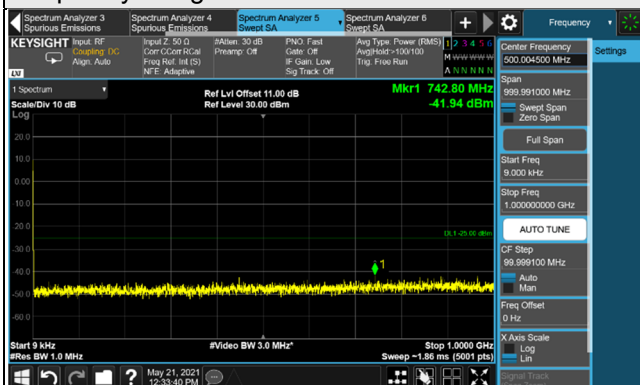 Spectrum Analyzer 3
Spurious Emissions
Spectrum Analyzer 4
Spurious Emissions
Spectrum Analyzer 5
Swept SA
Spectrum Analyzer 6
Swept SA
Frequency
KEYSIGHT
Input: RF
Coupling: DC
Align: Auto
Input Z: 50 Ω
Corr CCorr RCal
Freq Ref: Int (S)
NFE: Adaptive
#Atten: 30 dB
Preamp: Off
PNO: Fast
Gate: Off
IF Gain: Low
Sig Track: Off
Avg Type: Power (RMS)
Avg|Hold:>100/100
Trig: Free Run
1 2 3 4 5 6
M W W W W W
A N N N N N
LXI
Center Frequency
500.004500 MHz
Settings
Span
999.991000 MHz
Swept Span
Zero Span
Full Span
Start Freq
9.000 kHz
Stop Freq
1.000000000 GHz
AUTO TUNE
CF Step
99.999100 MHz
Auto
Man
Freq Offset
0 Hz
X Axis Scale
Log
Lin
Signal Track
1 Spectrum
Scale/Div 10 dB
Log
Ref Lvl Offset 11.00 dB
Ref Level 30.00 dBm
Mkr1 742.80 MHz
-41.94 dBm
20.0
10.0
0.00
-10.0
-20.0
-30.0
-40.0
-50.0
-60.0
DL1 -25.00 dBm
1
Start 9 kHz
#Res BW 1.0 MHz
#Video BW 3.0 MHz*
Stop 1.0000 GHz
Sweep ~1.86 ms (5001 pts)
May 21, 2021
12:33:40 PM